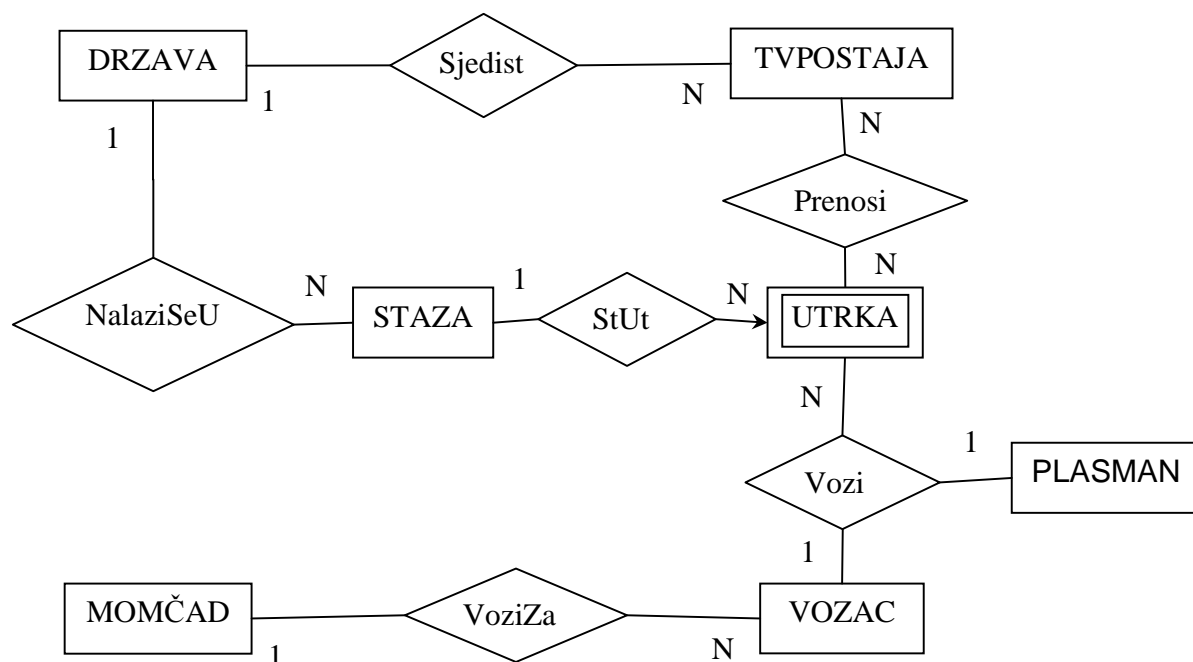 DRZAVA
1
Sjedist
N
TVPOSTAJA
1
N
Prenosi
N
NalaziSeU
N
STAZA
1
StUt
N
UTRKA
N
Vozi
1
PLASMAN
1
MOMČAD
1
VoziZa
N
VOZAC